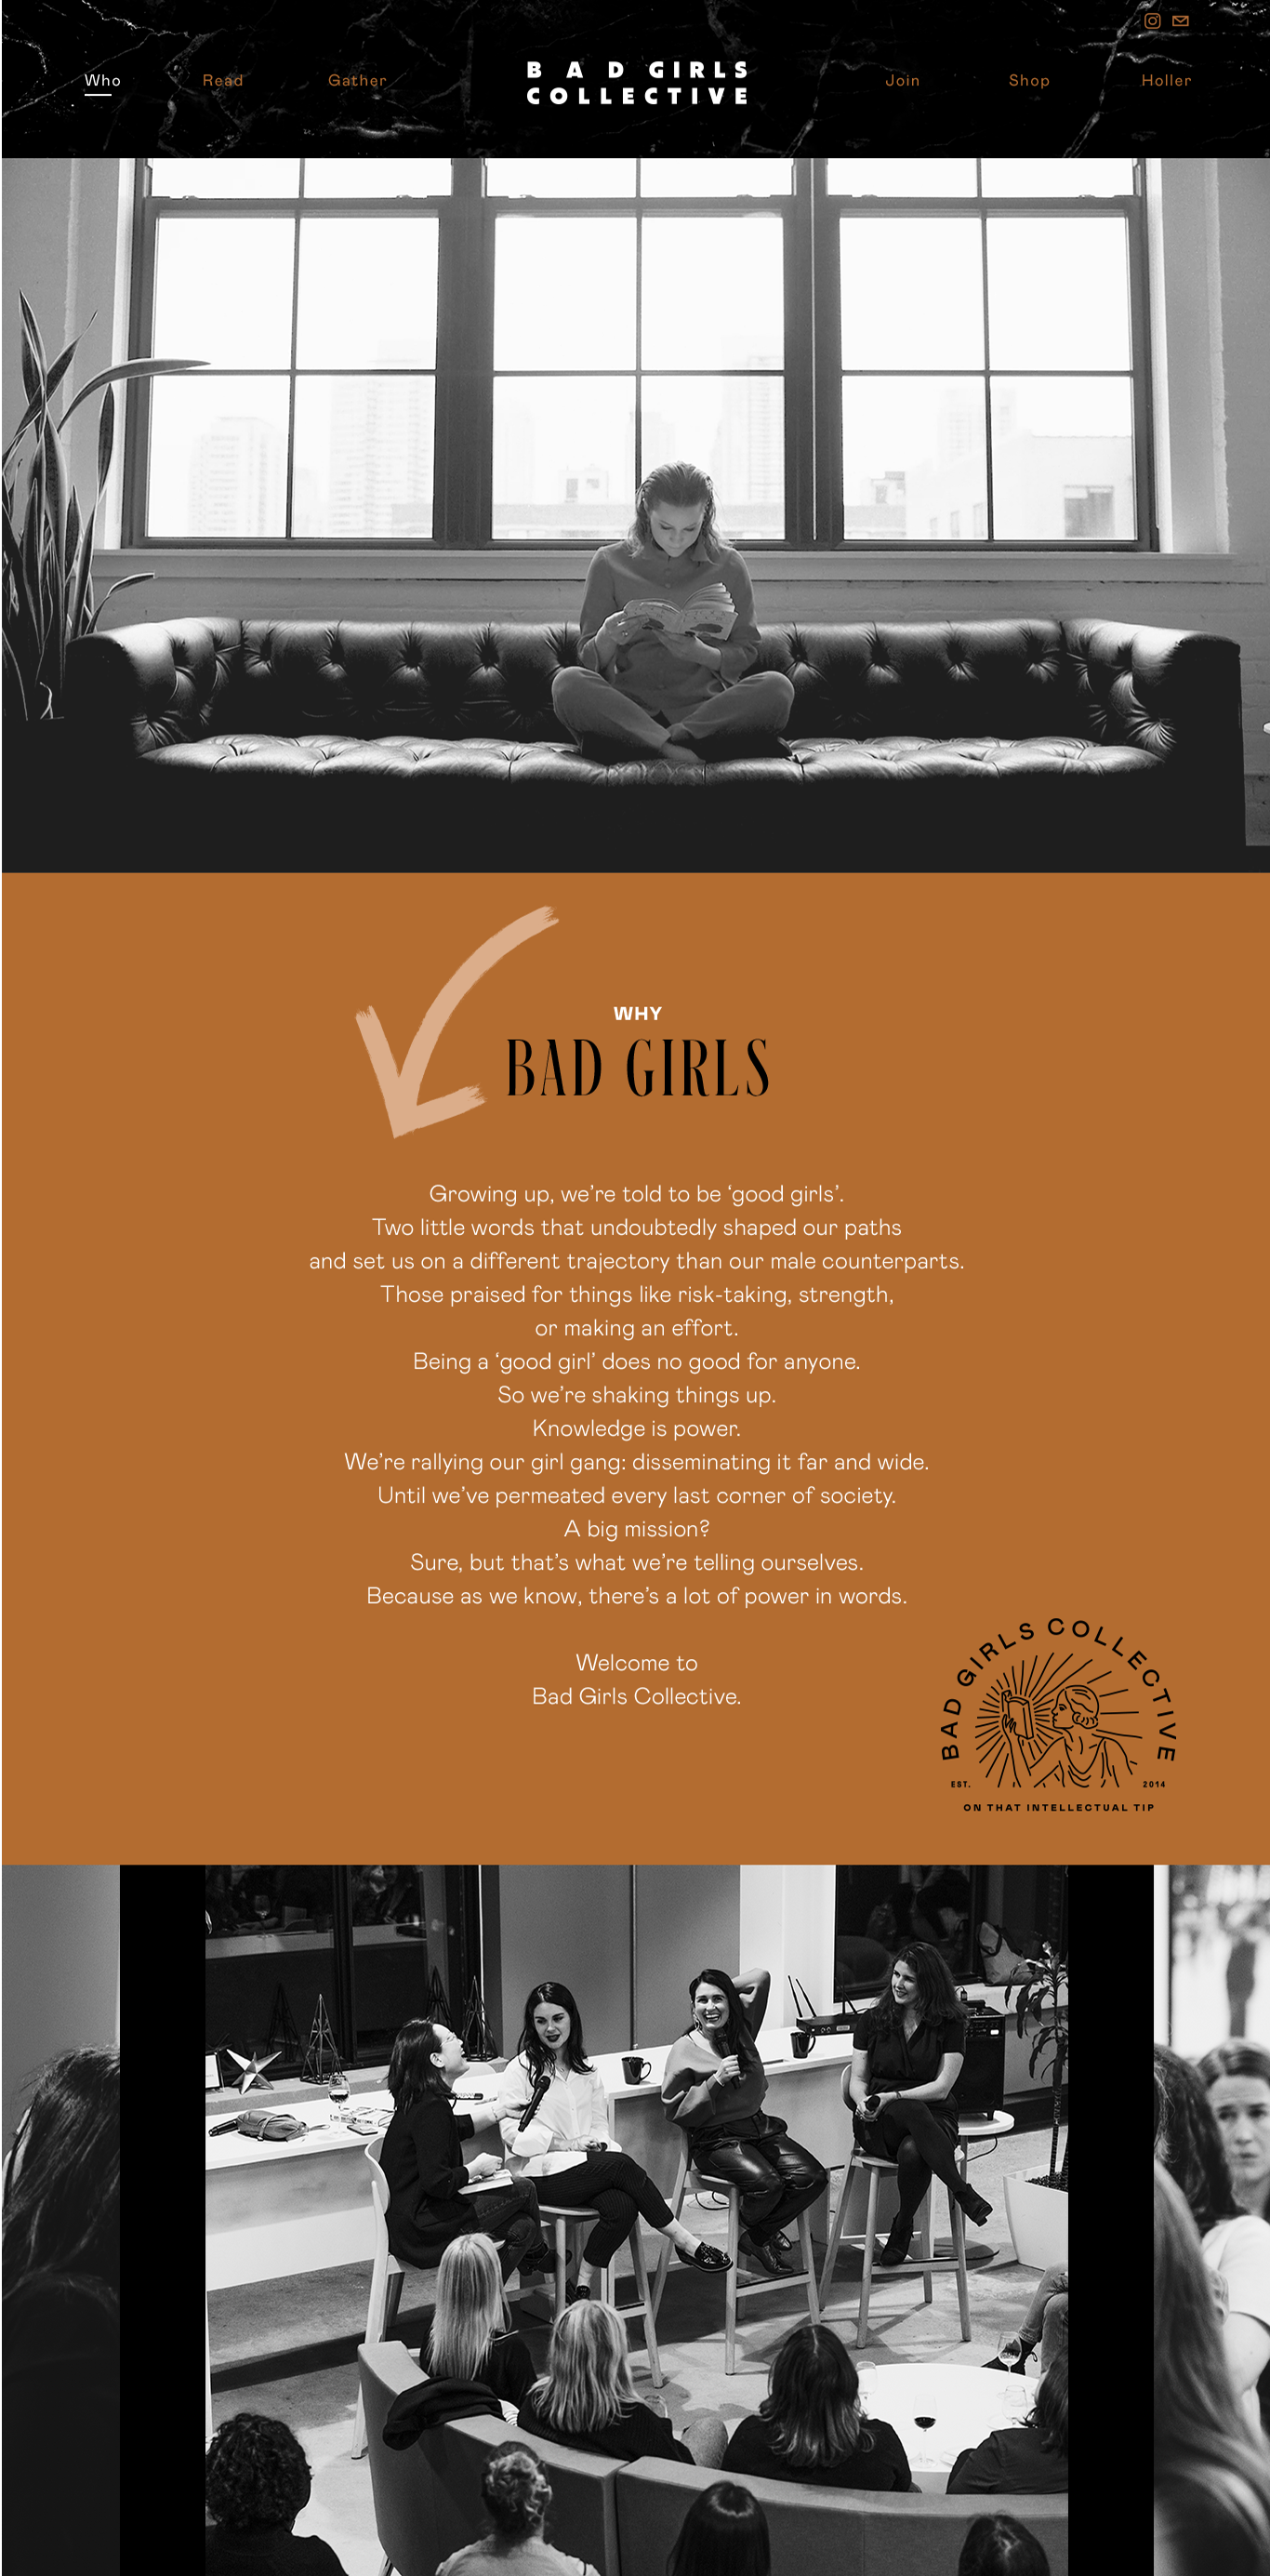 Who
Read
Gather
BAD GIRLS
COLLECTIVE
Join
Shop
Holler
WHY
BAD GIRLS
Growing up, we’re told to be ‘good girls’.
Two little words that undoubtedly shaped our paths
and set us on a different trajectory than our male counterparts.
Those praised for things like risk-taking, strength,
or making an effort.
Being a ‘good girl’ does no good for anyone.
So we’re shaking things up.
Knowledge is power.
We’re rallying our girl gang: disseminating it far and wide.
Until we’ve permeated every last corner of society.
A big mission?
Sure, but that’s what we’re telling ourselves.
Because as we know, there’s a lot of power in words.
Welcome to
Bad Girls Collective.
BAD GIRLS COLLECTIVE
EST. 2014
ON THAT INTELLECTUAL TIP